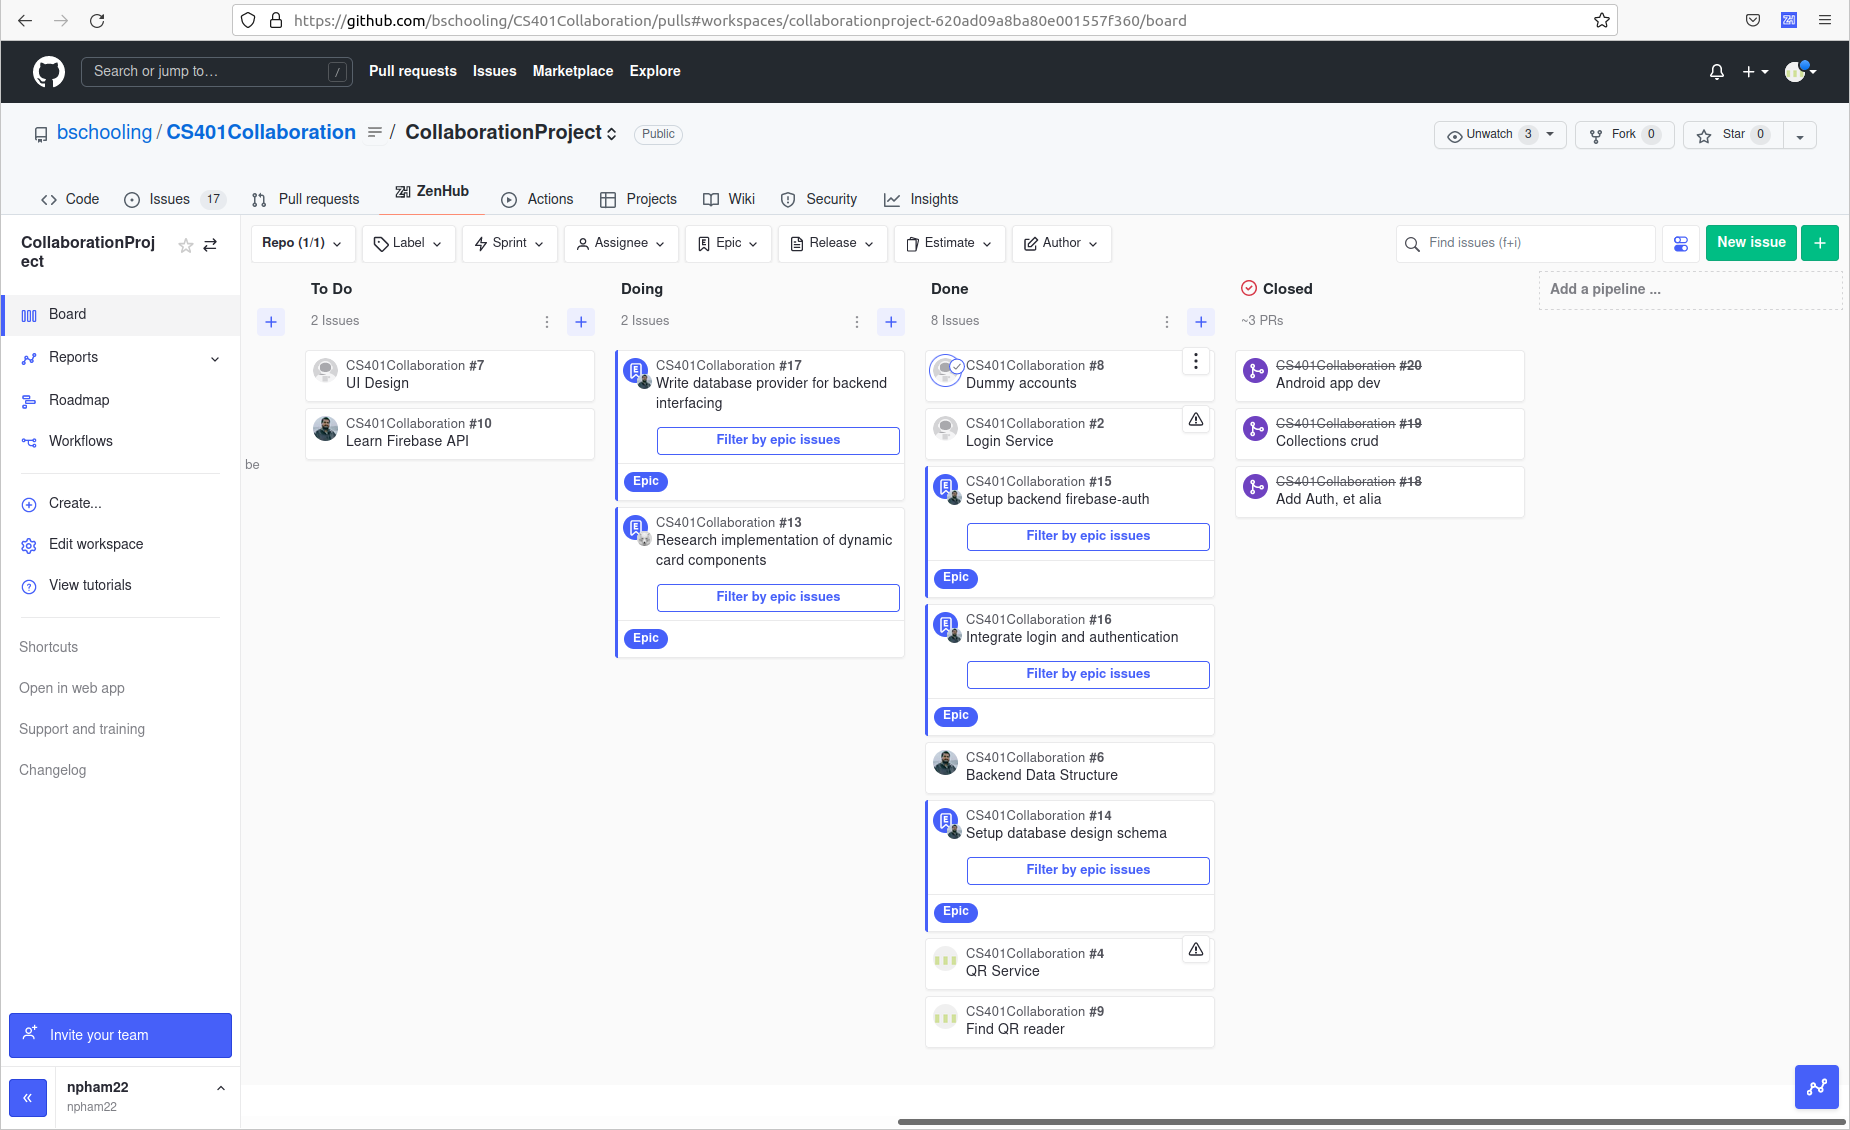 https://github.com/bschooling/CS401Collaboration/pulls#workspaces/collaborationproject-620ad09a8ba80e001557f360/board
Search or jump to… /
Pull requests Issues Marketplace Explore
bschooling / CS401Collaboration / CollaborationProject Public
Unwatch 3 Fork 0 Star 0
Code Issues 17 Pull requests ZenHub Actions Projects Wiki Security Insights
CollaborationProj
ect
Board
Reports
Roadmap
Workflows
Create...
Edit workspace
View tutorials
Shortcuts
Open in web app
Support and training
Changelog
Invite your team
npham22
npham22
Repo (1/1) Label Sprint Assignee Epic Release Estimate Author
Find issues (f+i)
New issue
be
To Do
2 Issues
CS401Collaboration #7
UI Design
CS401Collaboration #10
Learn Firebase API
Doing
2 Issues
CS401Collaboration #17
Write database provider for backend
interfacing
Filter by epic issues
Epic
CS401Collaboration #13
Research implementation of dynamic
card components
Filter by epic issues
Epic
Done
8 Issues
CS401Collaboration #8
Dummy accounts
CS401Collaboration #2
Login Service
CS401Collaboration #15
Setup backend firebase-auth
Filter by epic issues
Epic
CS401Collaboration #16
Integrate login and authentication
Filter by epic issues
Epic
CS401Collaboration #6
Backend Data Structure
CS401Collaboration #14
Setup database design schema
Filter by epic issues
Epic
CS401Collaboration #4
QR Service
CS401Collaboration #9
Find QR reader
Closed
~3 PRs
CS401Collaboration #20
Android app dev
CS401Collaboration #19
Collections crud
CS401Collaboration #18
Add Auth, et alia
Add a pipeline ...